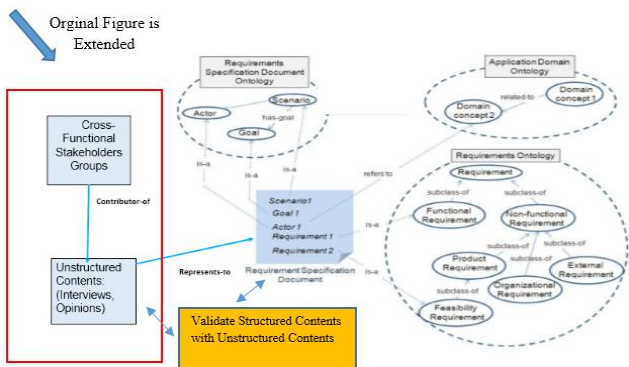 Orginal Figure is
Extended
Cross-
Functional
Stakeholders
Groups
Contributor-of
Unstructured
Contents:
(Interviews,
Opinions)
Represents-to
Validate Structured Contents
with Unstructured Contents
Requirements
Specification Document
Ontology
Actor
Scenario
has-goal
Goal
is-a
is-a
is-a
Scenario1
Goal 1
Actor 1
Requirement 1
Requirement 2
Requirement Specification
Document
refers to
is-a
is-a
Application Domain
Ontology
Domain
concept 1
related-to
Domain
concept 2
Requirements Ontology
Requirement
subclass-of
subclass-of
Functional
Requirement
Non-functional
Requirement
subclass-of
subclass-of
subclass-of
Product
Requirement
External
Requirement
Organizational
Requirement
subclass-of
Feasibility
Requirement